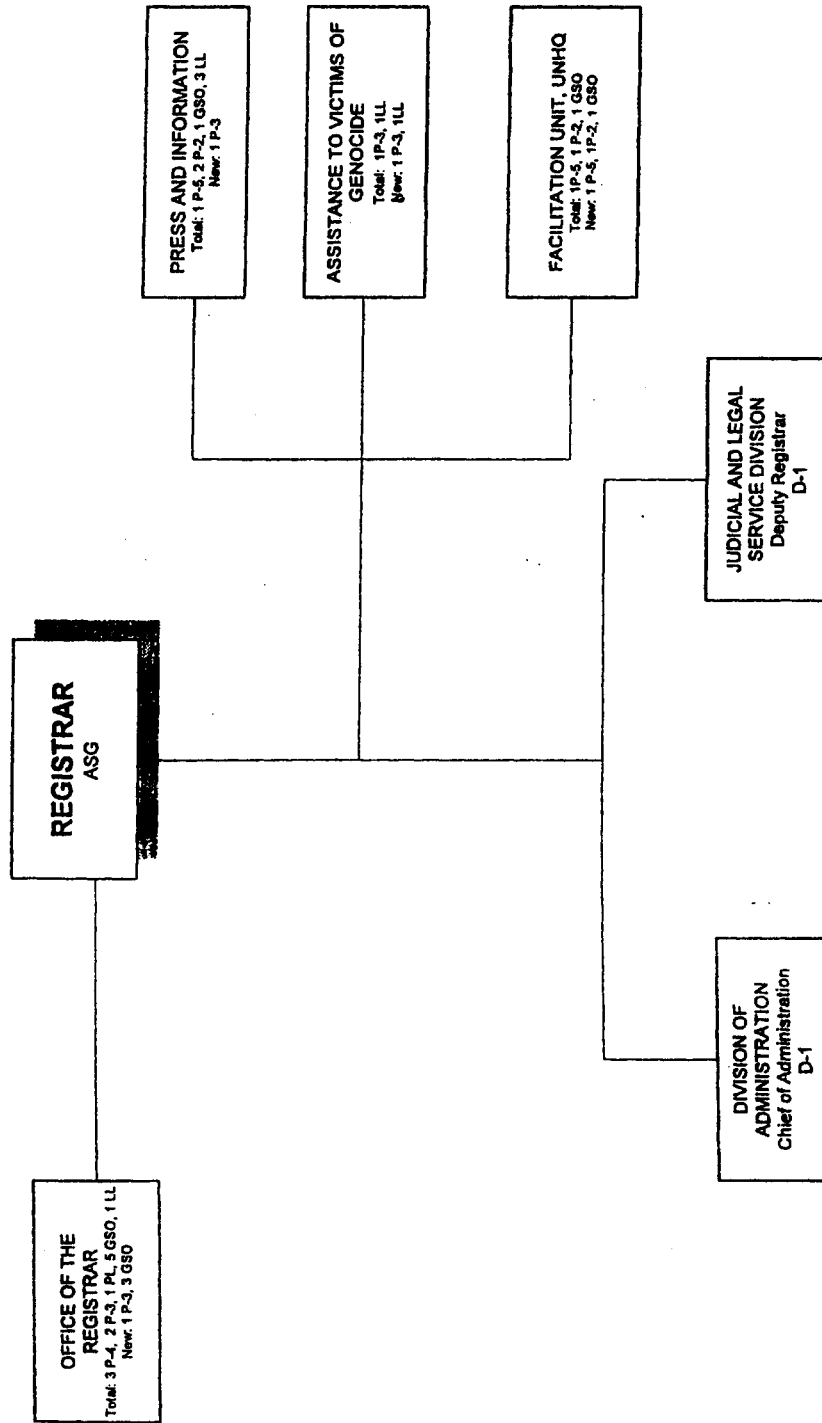 REGISTRAR
ASG
OFFICE OF THE
REGISTRAR
Total: 3 P-4, 2 P-3, 1 PL, 5 GSO, 1 LL
New: 1 P-3, 3 GSO
PRESS AND INFORMATION
Total: 1 P-5, 2 P-2, 1 GSO, 3 LL
New: 1 P-3
ASSISTANCE TO VICTIMS OF
GENOCIDE
Total: 1P-3, 1LL
New: 1 P-3, 1LL
FACILITATION UNIT, UNHQ
Total: 1P-5, 1 P-2, 1 GSO
New: 1 P-5, 1P-2, 1 GSO
DIVISION OF
ADMINISTRATION
Chief of Administration
D-1
JUDICIAL AND LEGAL
SERVICE DIVISION
Deputy Registrar
D-1